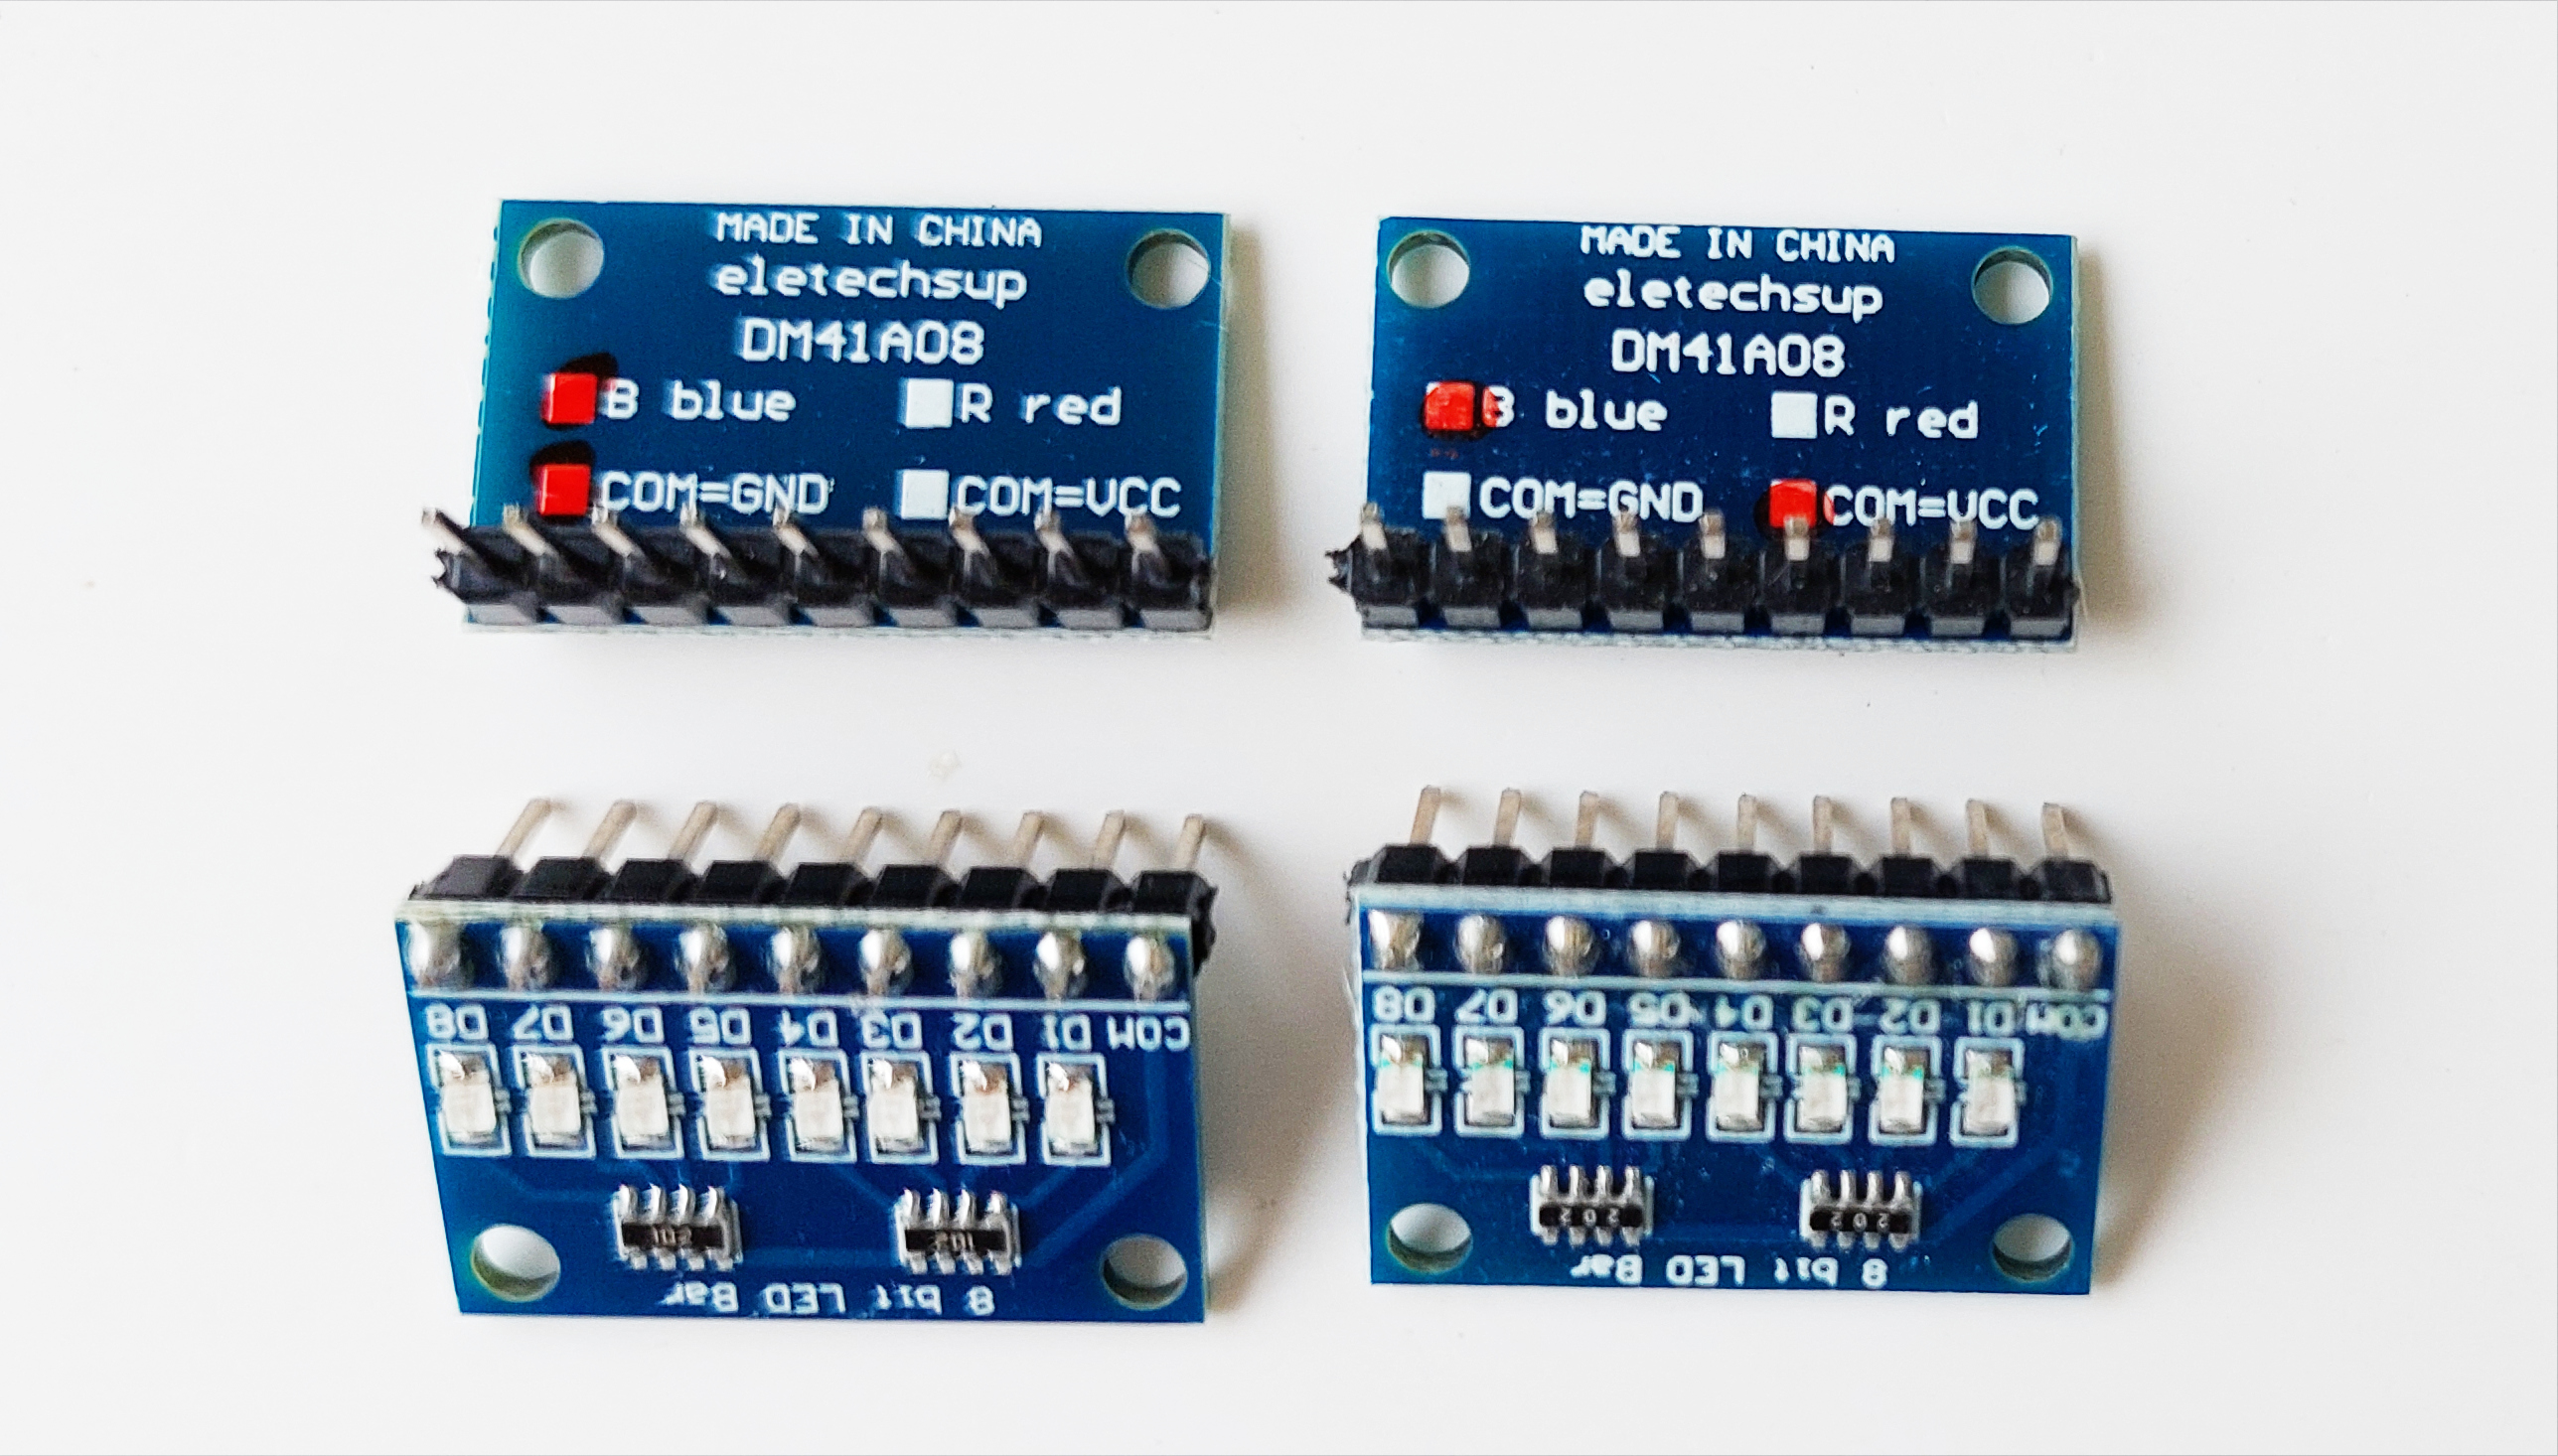 MADE IN CHINA
eletechsup
DM41A08
B blue R red
COM=GND COM=VCC
MADE IN CHINA
eletechsup
DM41A08
B blue R red
COM=GND COM=VCC
8 bit LED Bar
COM D1 D2 D3 D4 D5 D6 D7 D8
8 bit LED Bar
202 202
COM D1 D2 D3 D4 D5 D6 D7 D8